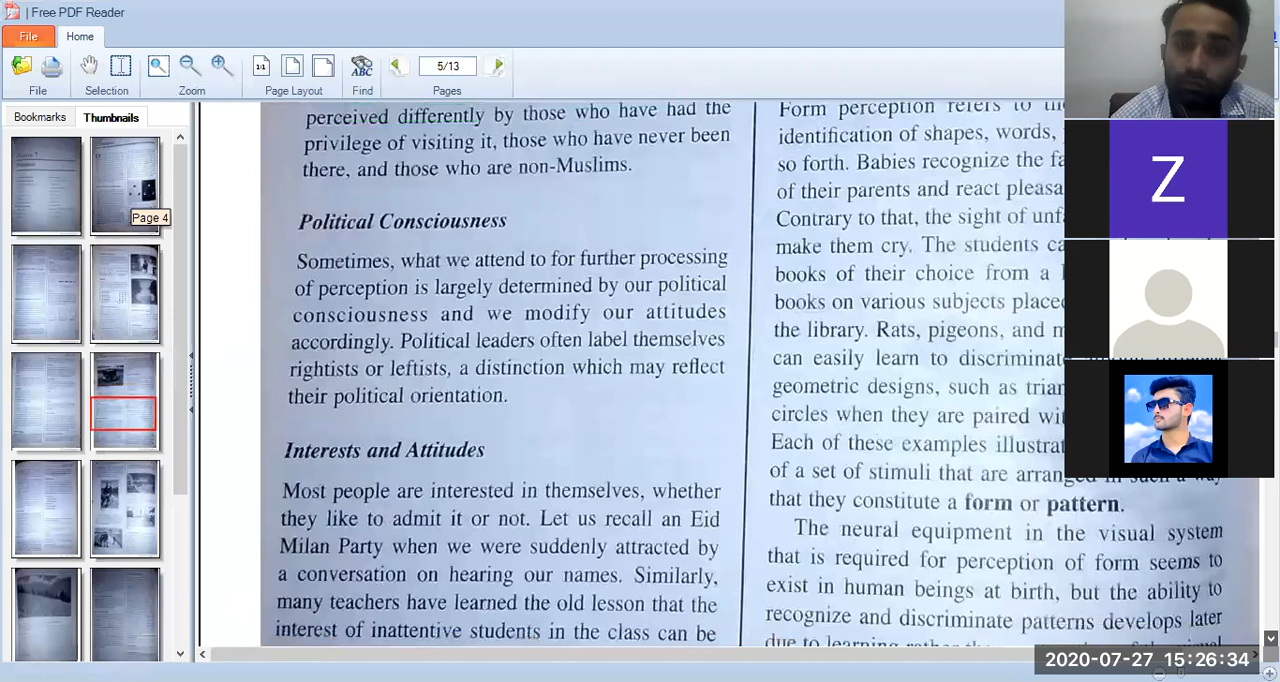 | Free PDF Reader
File
Home
File
Selection
Zoom
1:1
Page Layout
ABC
Find
5/13
Pages
Bookmarks
Thumbnails
Page 4
perceived differently by those who have had the
privilege of visiting it, those who have never been
there, and those who are non-Muslims.
Political Consciousness
Sometimes, what we attend to for further processing
of perception is largely determined by our political
consciousness and we modify our attitudes
accordingly. Political leaders often label themselves
rightists or leftists, a distinction which may reflect
their political orientation.
Interests and Attitudes
Most people are interested in themselves, whether
they like to admit it or not. Let us recall an Eid
Milan Party when we were suddenly attracted by
a conversation on hearing our names. Similarly,
many teachers have learned the old lesson that the
interest of inattentive students in the class can be
Form perception refers to
identification of shapes, words,
so forth. Babies recognize the
of their parents and react
Contrary to that, the sight of
make them cry. The students
books of their choice from a
books on various subjects
the library. Rats, pigeons, and
can easily learn to
geometric designs, such as
circles when they are paired
Each of these examples
of a set of stimuli that are arranged in such a way
that they constitute a form or pattern.
The neural equipment in the visual system
that is required for perception of form seems to
exist in human beings at birth, but the ability to
recognize and discriminate patterns develops later
due to learning rather
Z
2020-07-27 15:26:34